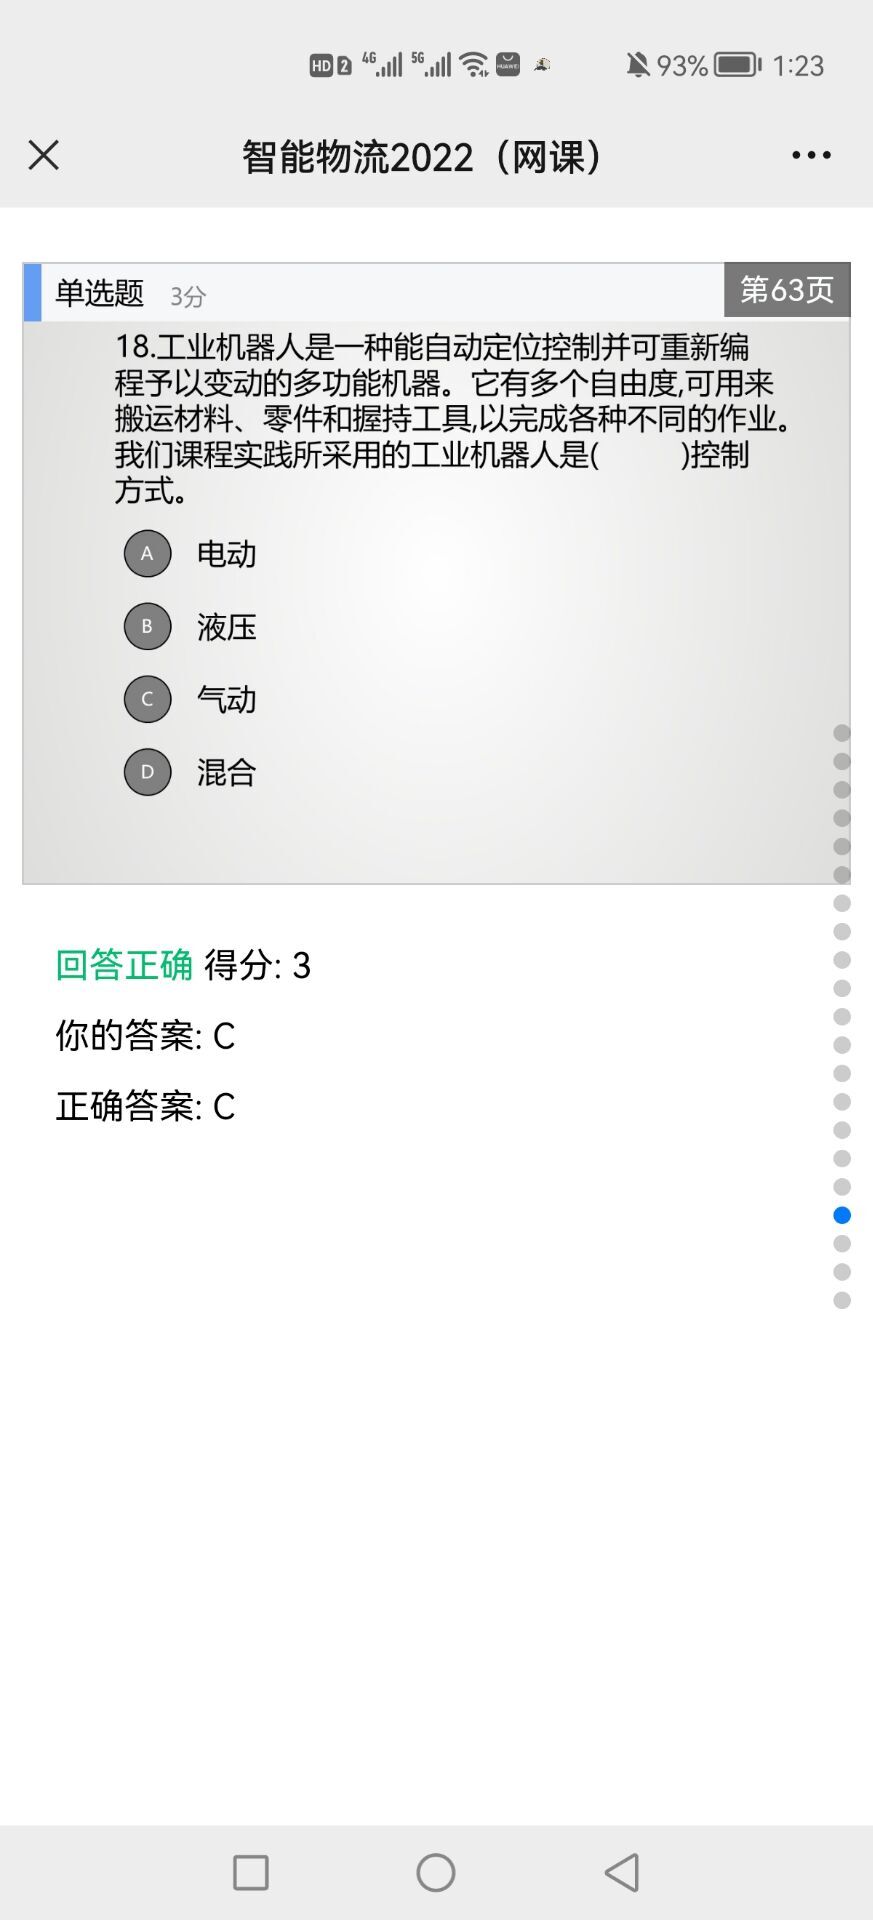 HD 2 4G 5G HUAWEI 93% 1:23
智能物流2022（网课）
单选题 3分 第63页
18.工业机器人是一种能自动定位控制并可重新编
程予以变动的多功能机器。它有多个自由度,可用来
搬运材料、零件和握持工具,以完成各种不同的作业。
我们课程实践所采用的工业机器人是( )控制
方式。
A 电动
B 液压
C 气动
D 混合
回答正确 得分: 3
你的答案: C
正确答案: C